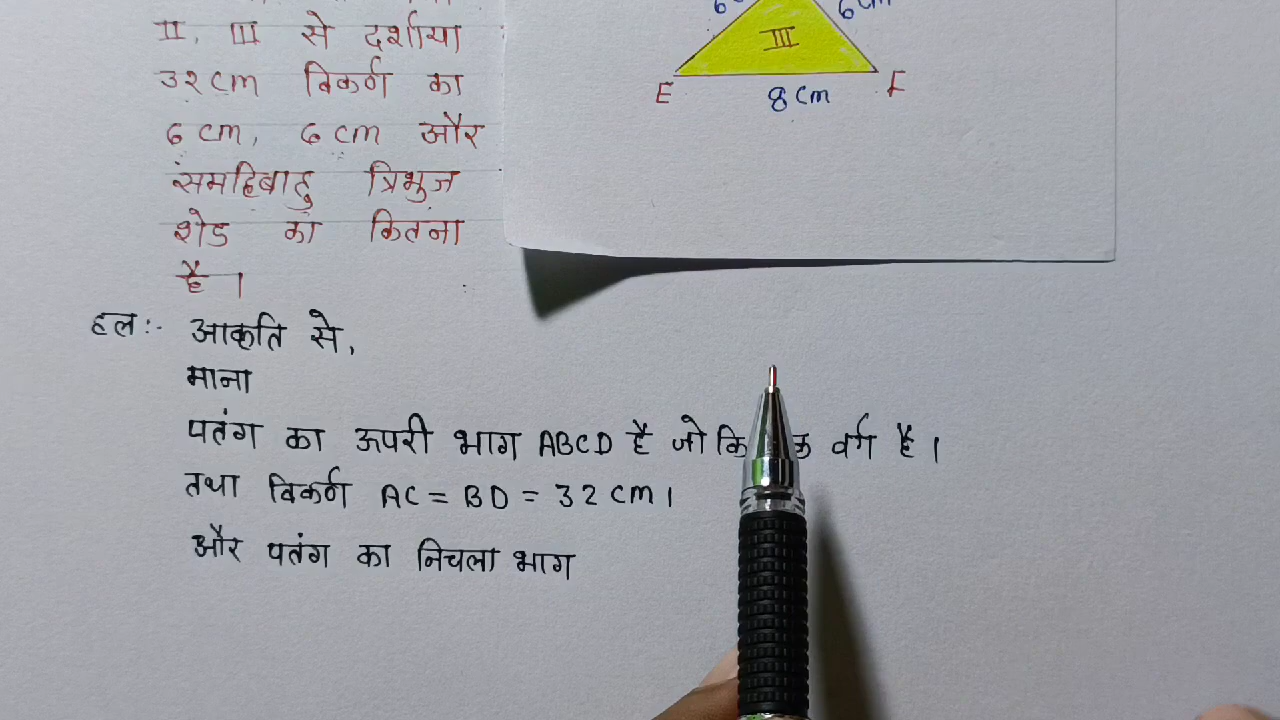 II, III से दर्शाया
32 cm विकर्ण का
6 cm, 6 cm और
समद्विबाहु त्रिभुज
शेड का कितना
है।
6cm
III
E 8 cm F
हल:- आकृति से,
माना
पतंग का ऊपरी भाग ABCD है जो कि क वर्ग है।
तथा विकर्ण AC = BD = 32 cm।
और पतंग का निचला भाग